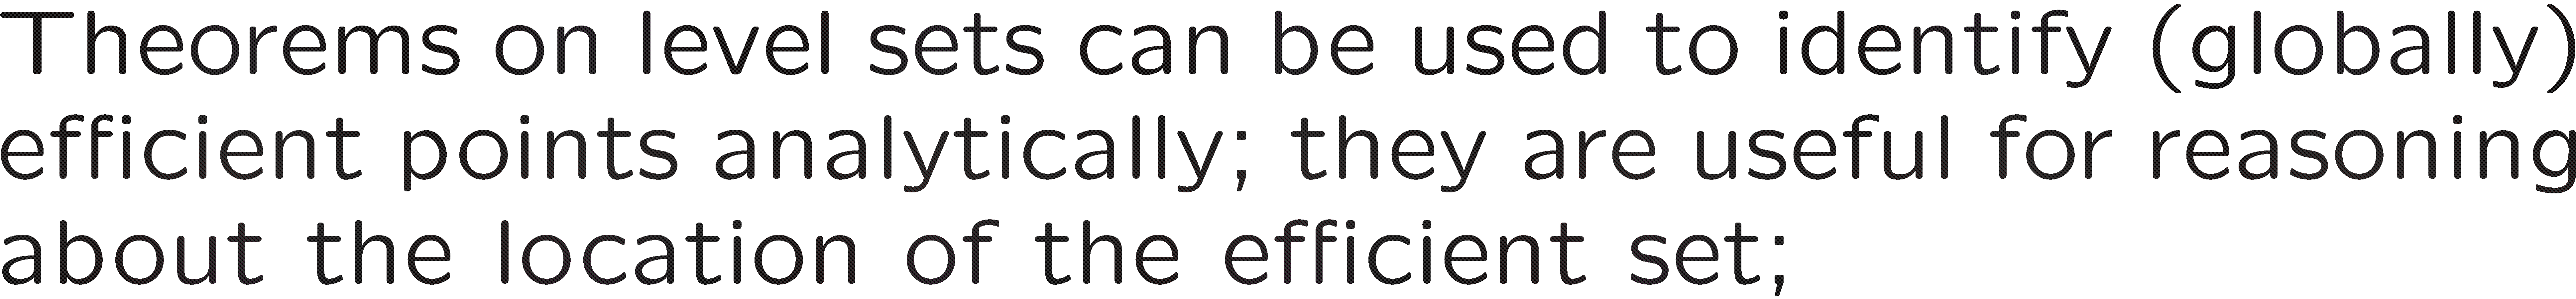 Theorems on level sets can be used to identify (globally)
efficient points analytically; they are useful for reasoning
about the location of the efficient set;